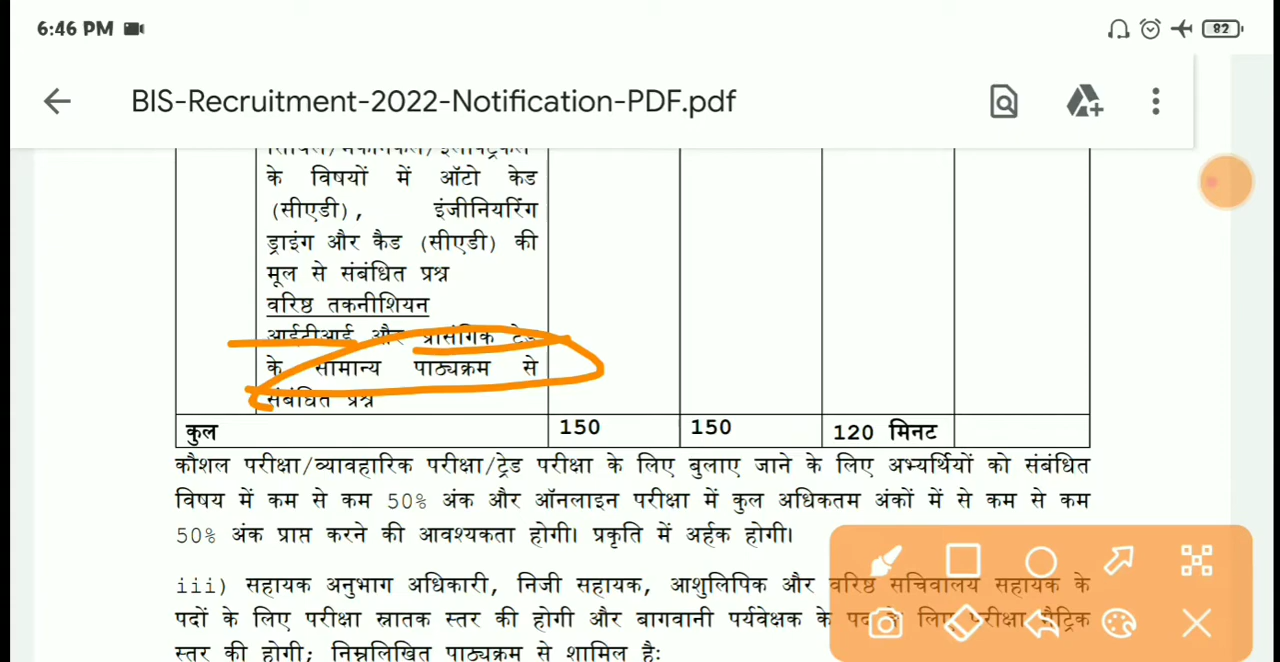 6:46 PM
82
BIS-Recruitment-2022-Notification-PDF.pdf
के विषयों में ऑटो केड
(सीएडी), इंजीनियरिंग
ड्राइंग और कैड (सीएडी) की
मूल से संबंधित प्रश्न
वरिष्ठ तकनीशियन
आईटीआई और प्रासंगिक ट्रेड
के सामान्य पाठ्यक्रम से
संबंधित प्रश्न
कुल 150 150 120 मिनट
कौशल परीक्षा/व्यावहारिक परीक्षा/ट्रेड परीक्षा के लिए बुलाए जाने के लिए अभ्यर्थियों को संबंधित
विषय में कम से कम 50% अंक और ऑनलाइन परीक्षा में कुल अधिकतम अंकों में से कम से कम
50% अंक प्राप्त करने की आवश्यकता होगी। प्रकृति में अर्हक होगी।
iii) सहायक अनुभाग अधिकारी, निजी सहायक, आशुलिपिक और वरिष्ठ सचिवालय सहायक के
पदों के लिए परीक्षा स्नातक स्तर की होगी और बागवानी पर्यवेक्षक के पद के लिए परीक्षा मैट्रिक
स्तर की होगी; निम्नलिखित पाठ्यक्रम से शामिल है: